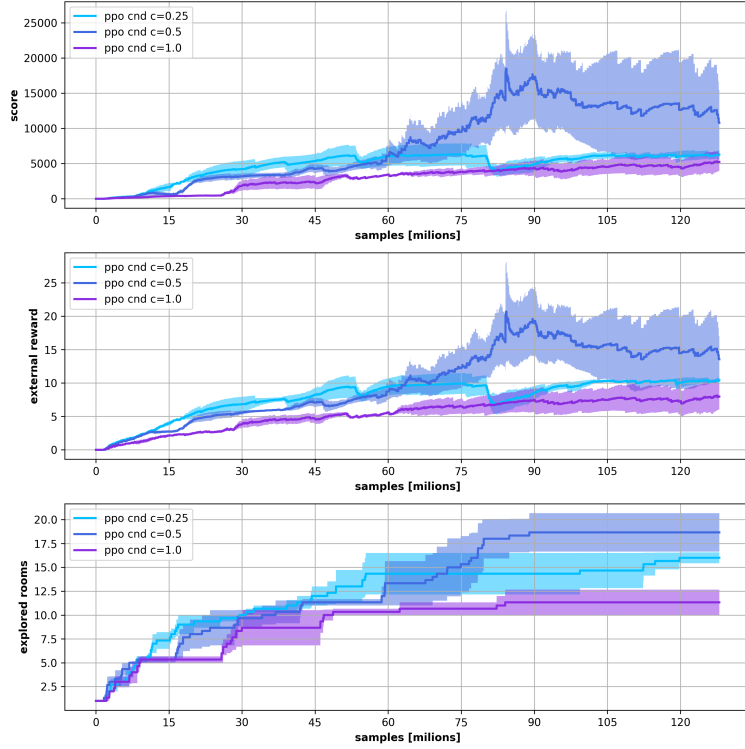 ppo cnd c=0.25
ppo cnd c=0.5
ppo cnd c=1.0
25000
20000
15000
10000
5000
0
score
0 15 30 45 60 75 90 105 120
samples [milions]
ppo cnd c=0.25
ppo cnd c=0.5
ppo cnd c=1.0
25
20
15
10
5
0
external reward
0 15 30 45 60 75 90 105 120
samples [milions]
ppo cnd c=0.25
ppo cnd c=0.5
ppo cnd c=1.0
20.0
17.5
15.0
12.5
10.0
7.5
5.0
2.5
explored rooms
0 15 30 45 60 75 90 105 120
samples [milions]